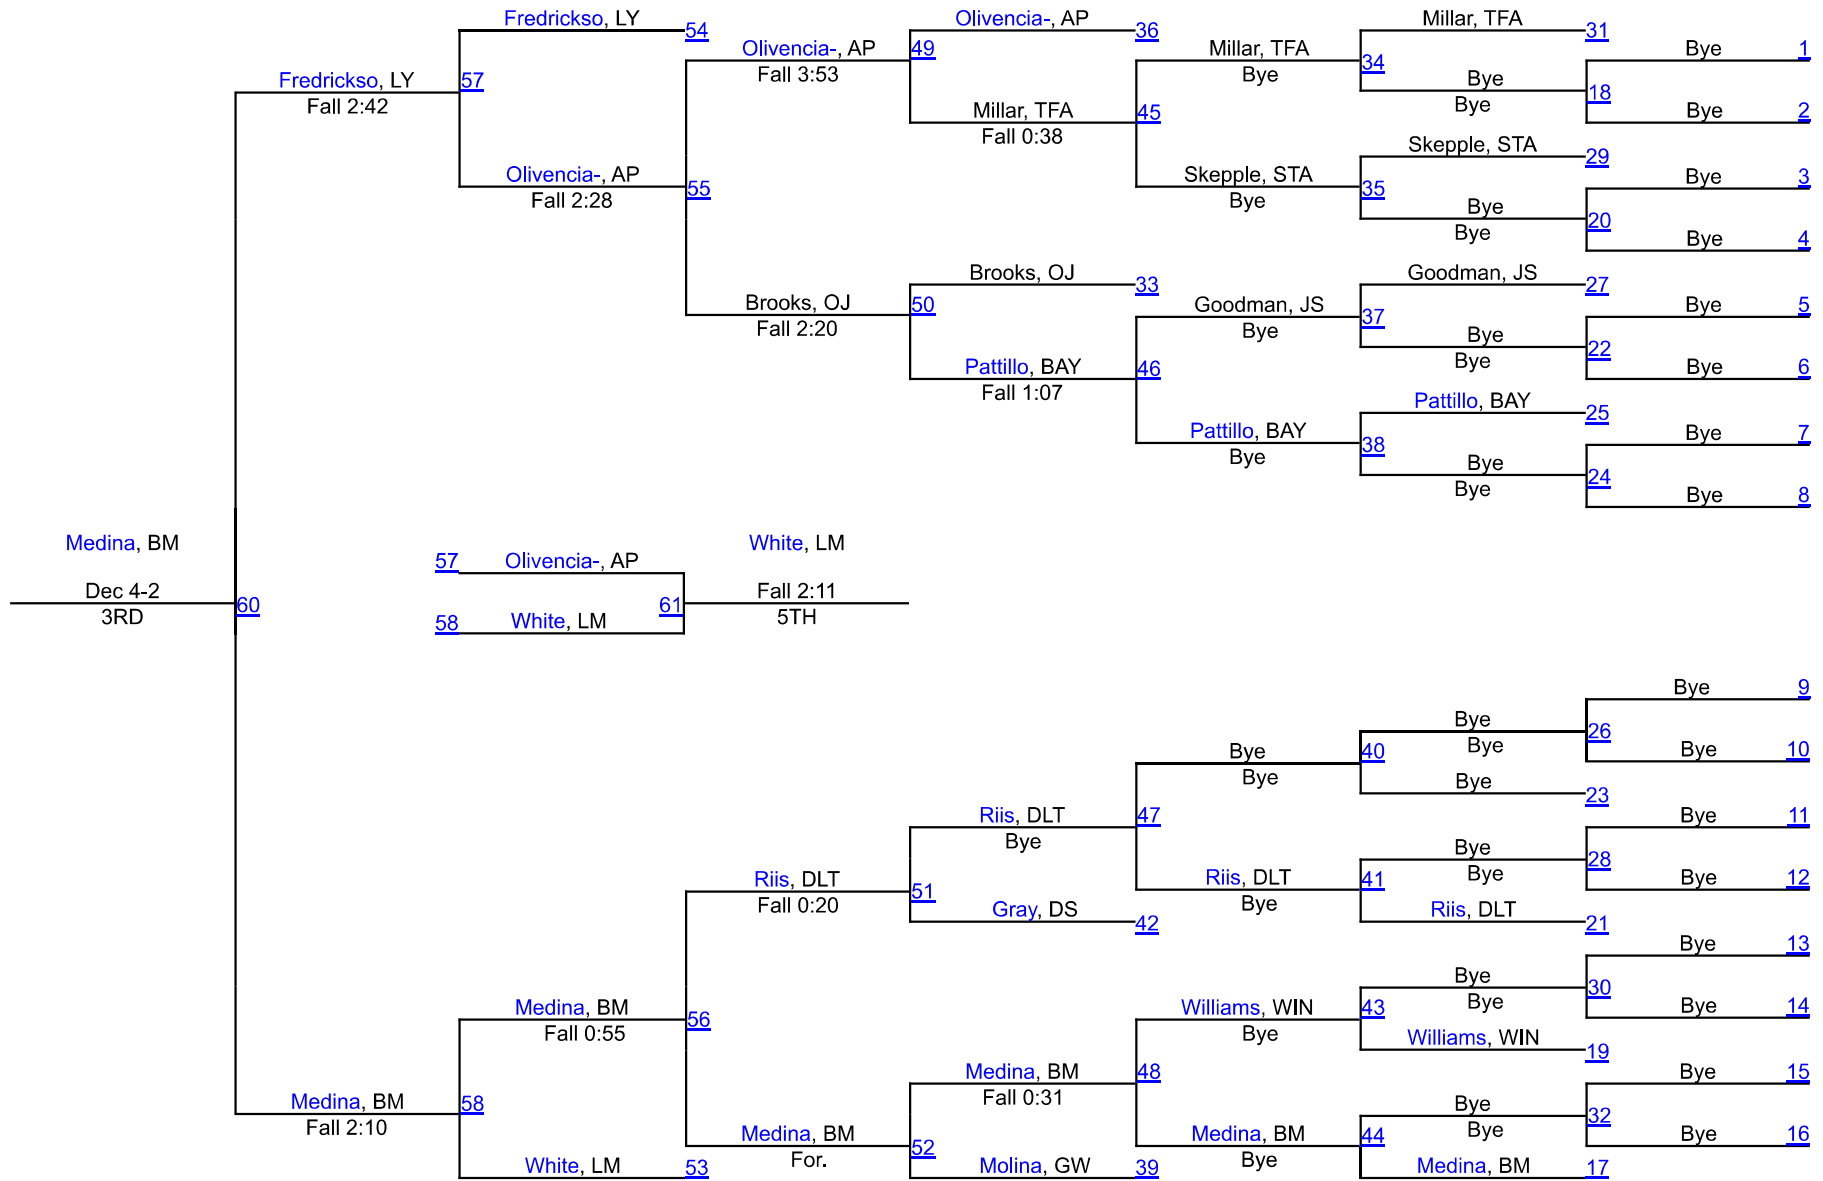 Fredrickso, LY
54
Olivencia-, AP
36
Millar, TFA
31
Olivencia-, AP
49
Fall 3:53
Millar, TFA
34
Bye
Bye
1
Fredrickso, LY
57
Fall 2:42
Bye
18
Bye
Bye
2
Millar, TFA
45
Fall 0:38
Skepple, STA
29
Olivencia-, AP
55
Fall 2:28
Skepple, STA
35
Bye
Bye
3
Bye
20
Bye
Bye
4
Brooks, OJ
33
Goodman, JS
27
Brooks, OJ
50
Fall 2:20
Goodman, JS
37
Bye
Bye
5
Bye
22
Bye
Bye
6
Pattillo, BAY
46
Fall 1:07
Pattillo, BAY
25
Pattillo, BAY
38
Bye
Bye
7
Bye
24
Bye
Bye
8
Medina, BM
Dec 4-2
60
3RD
57
Olivencia-, AP
58
White, LM
61
White, LM
Fall 2:11
5TH
Bye
9
Bye
26
Bye
Bye
10
Bye
40
Bye
Bye
23
Riis, DLT
47
Bye
Bye
11
Bye
28
Bye
Bye
12
Riis, DLT
51
Fall 0:20
Riis, DLT
41
Bye
Gray, DS
42
Riis, DLT
21
Bye
13
Bye
30
Bye
Bye
14
Medina, BM
56
Fall 0:55
Williams, WIN
43
Bye
Williams, WIN
19
Medina, BM
48
Fall 0:31
Bye
15
Medina, BM
58
Fall 2:10
Bye
32
Bye
Bye
16
Medina, BM
52
For.
Medina, BM
44
Bye
White, LM
53
Molina, GW
39
Medina, BM
17